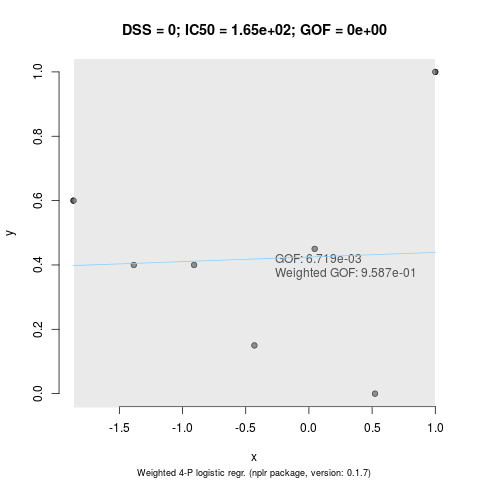 DSS = 0; IC50 = 1.65e+02; GOF = 0e+00
1.0
0.8
0.6
y
0.4
0.2
0.0
GOF: 6.719e-03
Weighted GOF: 9.587e-01
-1.5 -1.0 -0.5 0.0 0.5 1.0
x
Weighted 4-P logistic regr. (nplr package, version: 0.1.7)